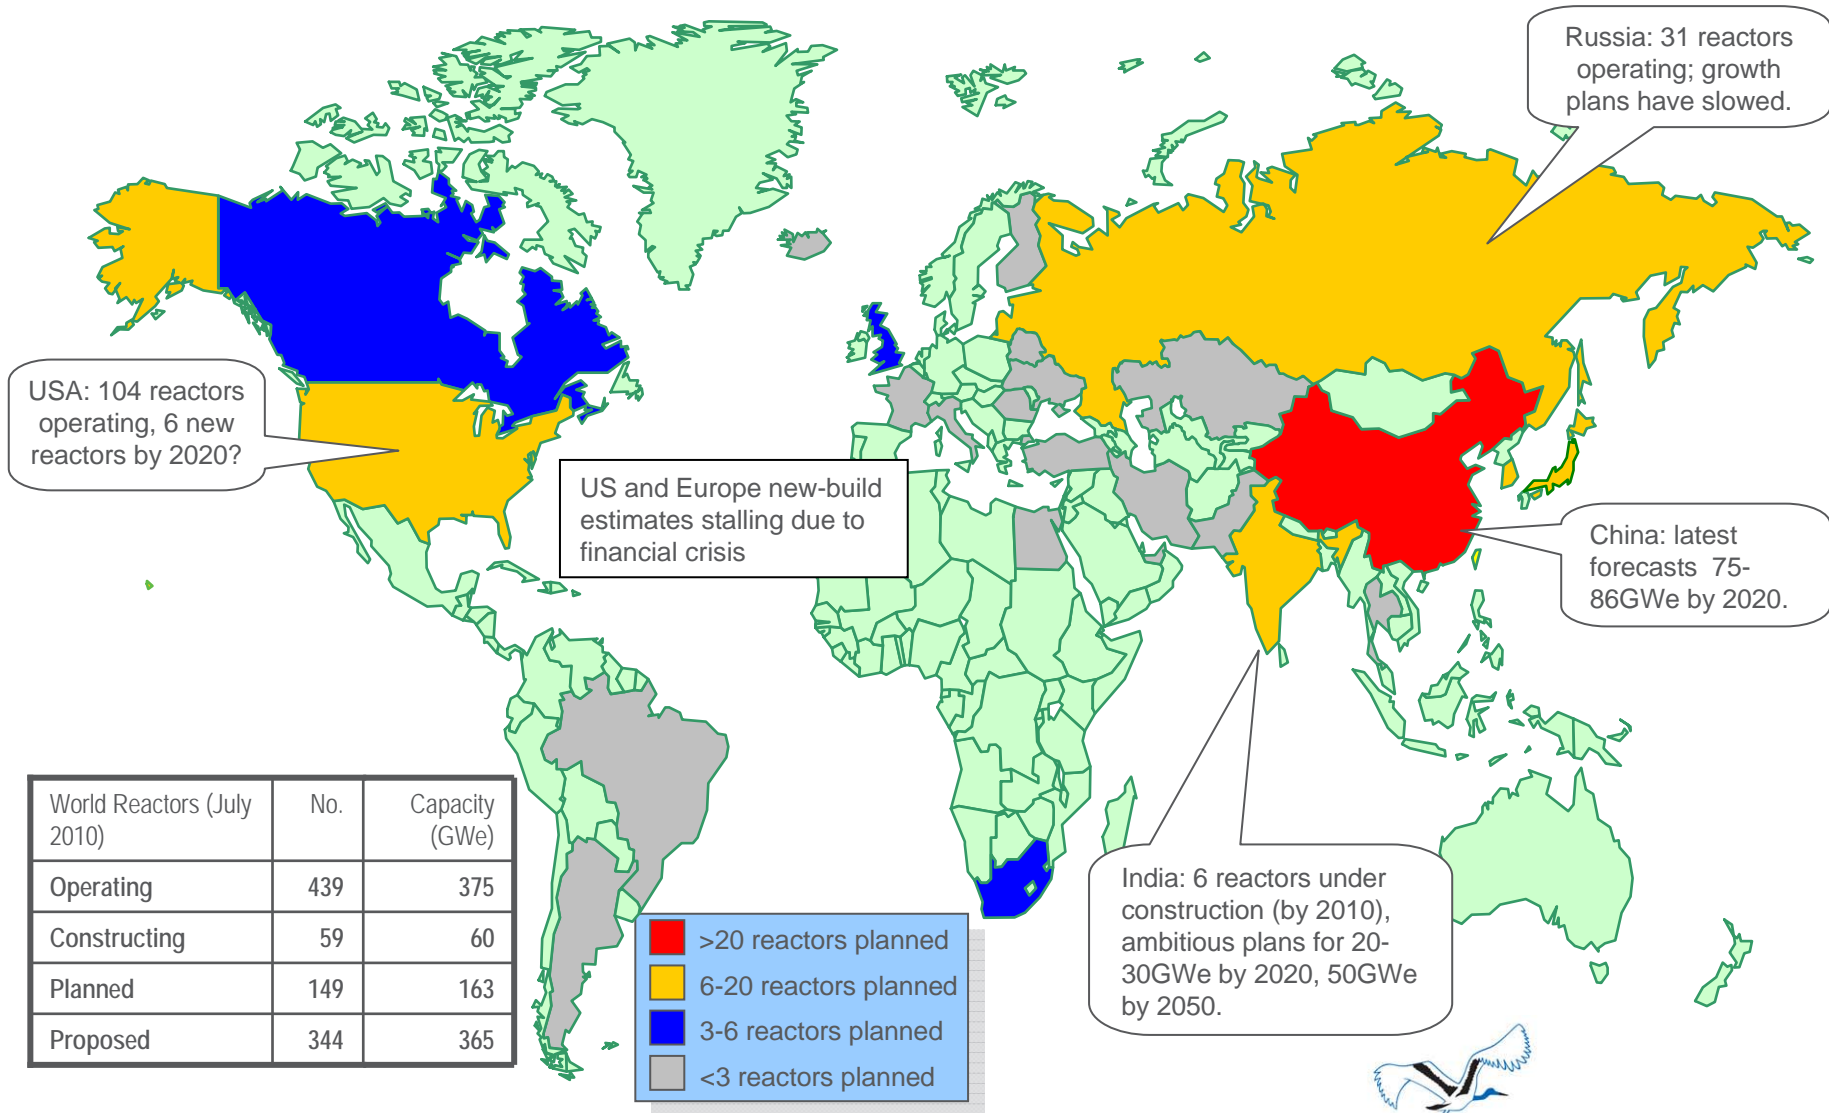 Russia: 31 reactors
operating; growth
plans have slowed.
USA: 104 reactors
operating, 6 new
reactors by 2020?
US and Europe new-build
estimates stalling due to
financial crisis
China: latest
forecasts  75-
86GWe by 2020.
India: 6 reactors under
construction (by 2010),
ambitious plans for 20-
30GWe by 2020, 50GWe
by 2050.
World Reactors (July No. Capacity
2010) (GWe)
Operating 439 375
Constructing 59 60
Planned 149 163
Proposed 344 365
>20 reactors planned
6-20 reactors planned
3-6 reactors planned
<3 reactors planned